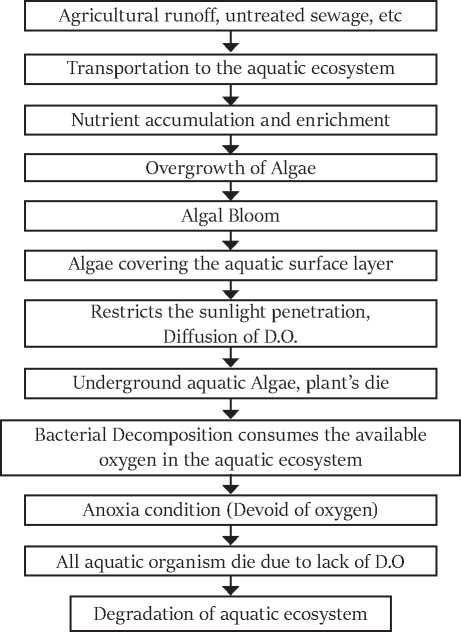 Agricultural runoff, untreated sewage, etc
Transportation to the aquatic ecosystem
Nutrient accumulation and enrichment
Overgrowth of Algae
Algal Bloom
Algae covering the aquatic surface layer
Restricts the sunlight penetration,
Diffusion of D.O.
Underground aquatic Algae, plant's die
Bacterial Decomposition consumes the available
oxygen in the aquatic ecosystem
Anoxia condition (Devoid of oxygen)
All aquatic organism die due to lack of D.O
Degradation of aquatic ecosystem